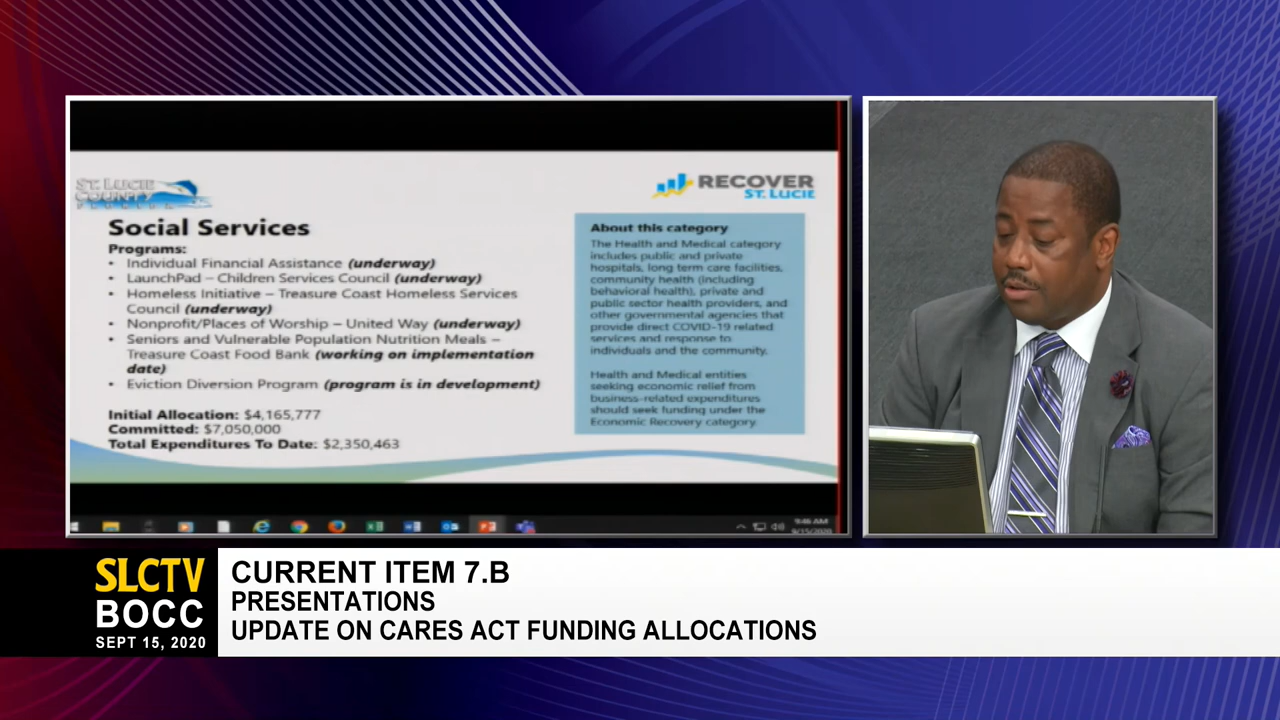 ST. LUCIE
COUNTY
RECOVER
ST. LUCIE
Social Services
Programs:
• Individual Financial Assistance (underway)
• LaunchPad – Children Services Council (underway)
• Homeless Initiative – Treasure Coast Homeless Services
Council (underway)
• Nonprofit/Places of Worship – United Way (underway)
• Seniors and Vulnerable Population Nutrition Meals –
Treasure Coast Food Bank (working on implementation
date)
• Eviction Diversion Program (program is in development)
Initial Allocation: $4,165,777
Committed: $7,050,000
Total Expenditures To Date: $2,350,463
About this category
The Health and Medical category
includes public and private
hospitals, long term care facilities,
community health (including
behavioral health), private and
public sector health providers, and
other governmental agencies that
provide direct COVID-19 related
services and response to
individuals and the community.
Health and Medical entities
seeking economic relief from
business-related expenditures
should seek funding under the
Economic Recovery category.
9:46 AM
9/15/2020
SLCTV
BOCC
SEPT 15, 2020
CURRENT ITEM 7.B
PRESENTATIONS
UPDATE ON CARES ACT FUNDING ALLOCATIONS